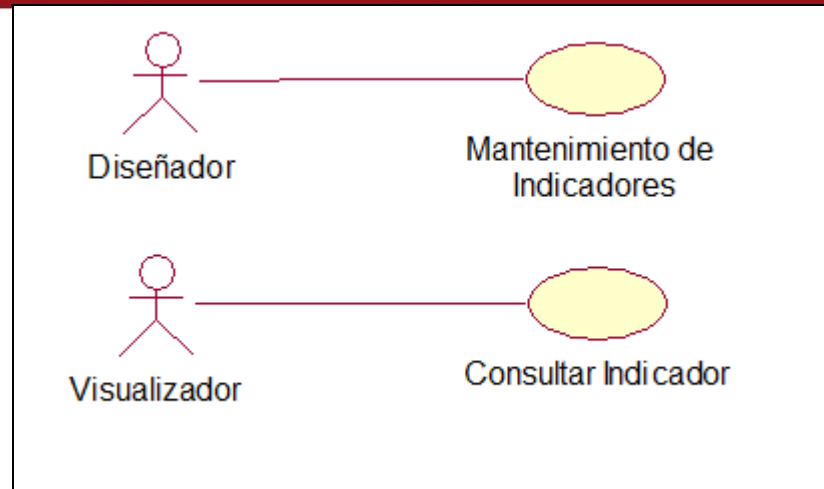 Diseñador
Mantenimiento de
Indicadores
Visualizador
Consultar Indicador